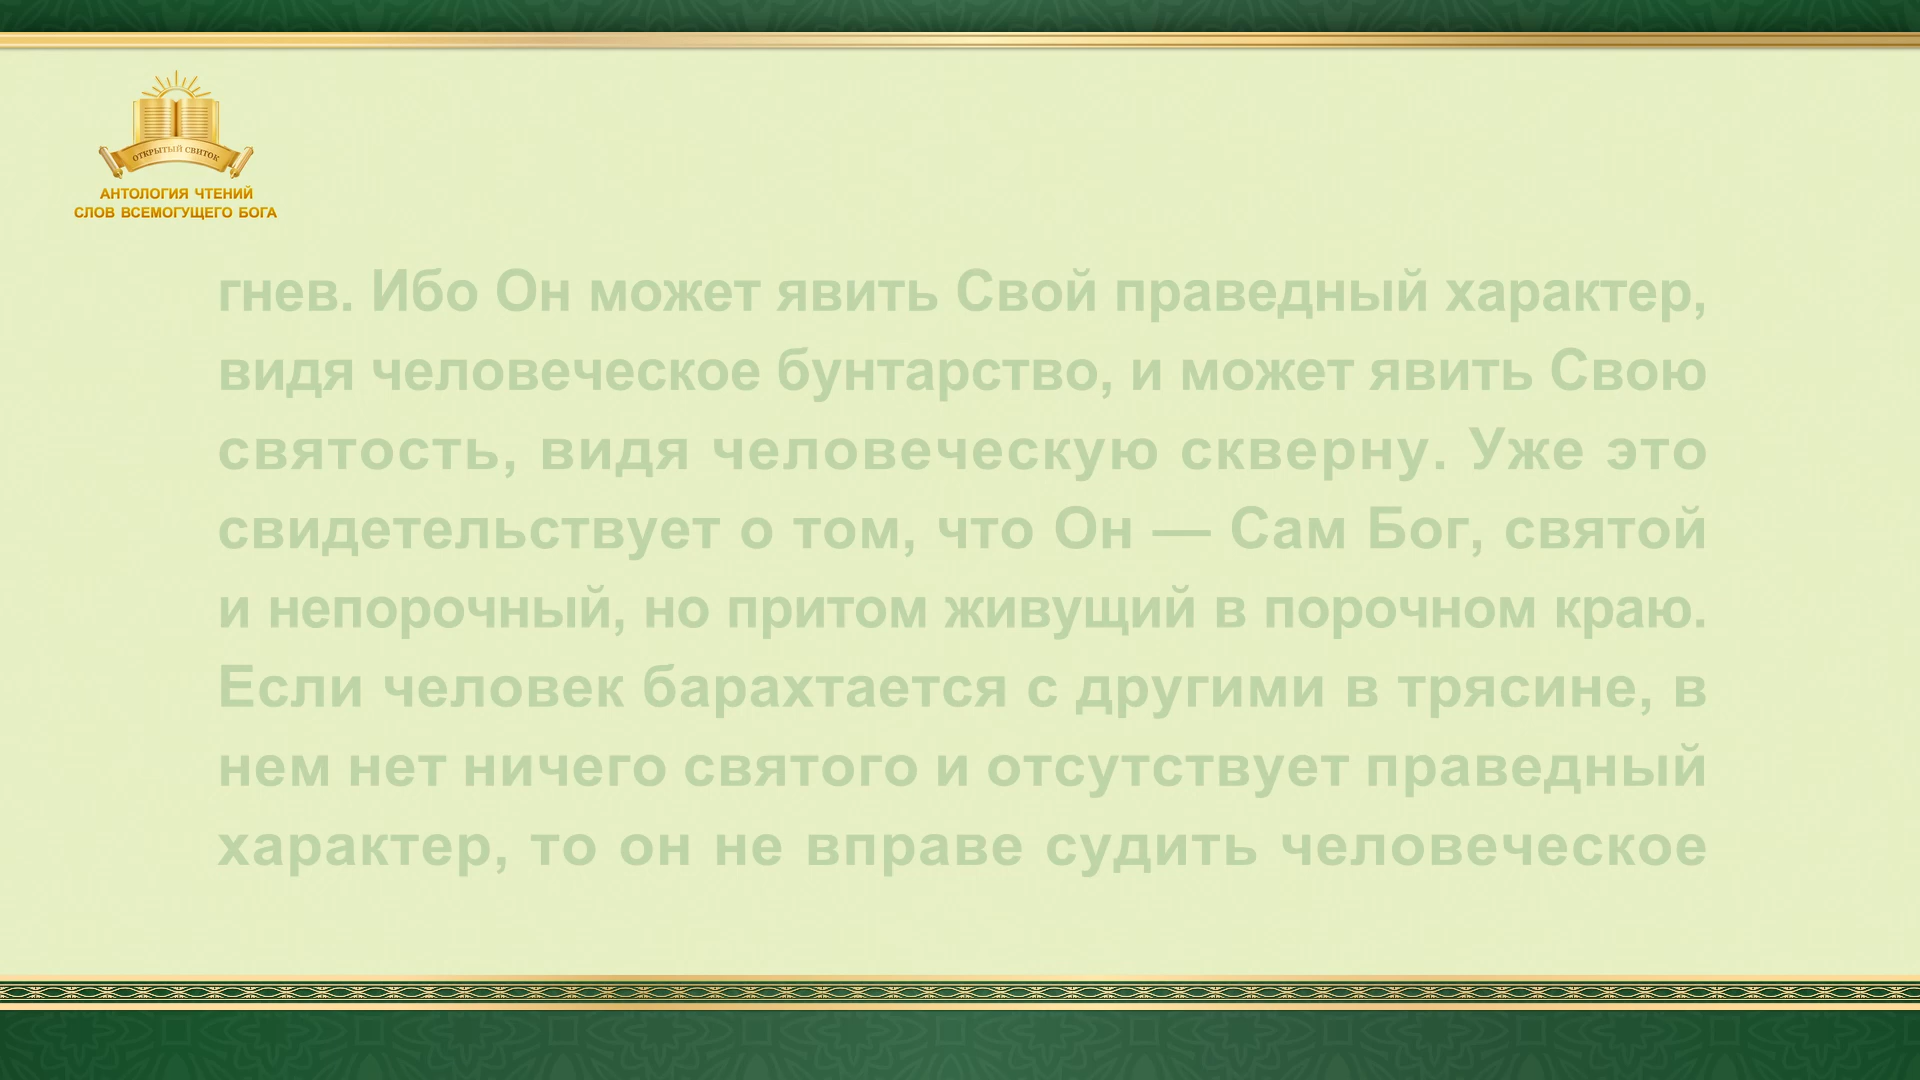 ОТКРЫТЫЙ СВИТОК
АНТОЛОГИЯ ЧТЕНИЙ
СЛОВ ВСЕМОГУЩЕГО БОГА
гнев. Ибо Он может явить Свой праведный характер,
видя человеческое бунтарство, и может явить Свою
святость, видя человеческую скверну. Уже это
свидетельствует о том, что Он — Сам Бог, святой
и непорочный, но притом живущий в порочном краю.
Если человек барахтается с другими в трясине, в
нем нет ничего святого и отсутствует праведный
характер, то он не вправе судить человеческое